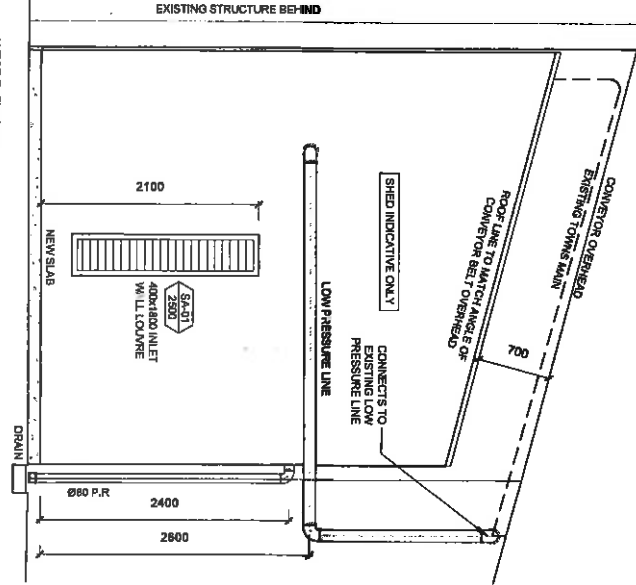 EXISTING STRUCTURE BEHIND
CONVEYOR OVERHEAD
EXISTING TOWNS MAIN
ROOF LINE TO MATCH ANGLE OF
CONVEYOR BELT OVERHEAD
700
SHED INDICATIVE ONLY
CONNECTS TO
EXISTING LOW
PRESSURE LINE
LOW PRESSURE LINE
2100
SA-01
2500
400x1800 INLET
WALL LOUVRE
NEW SLAB
DRAIN
Ø80 P.R
2400
2600